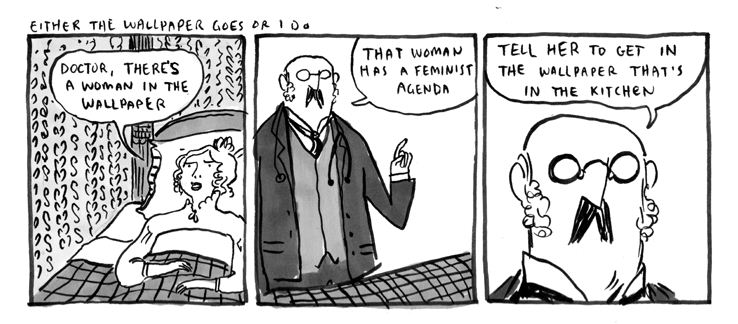 EITHER THE WALLPAPER GOES OR I DO
DOCTOR, THERE'S
A WOMAN IN THE
WALLPAPER
THAT WOMAN
HAS A FEMINIST
AGENDA
TELL HER TO GET IN
THE WALLPAPER THAT'S
IN THE KITCHEN